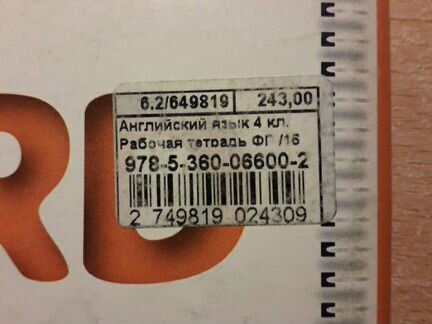 6.2/649819 243,00
Английский язык 4 кл.
Рабочая тетрадь ФГ /16
978-5-360-06600-2
2 749819 024309
RD